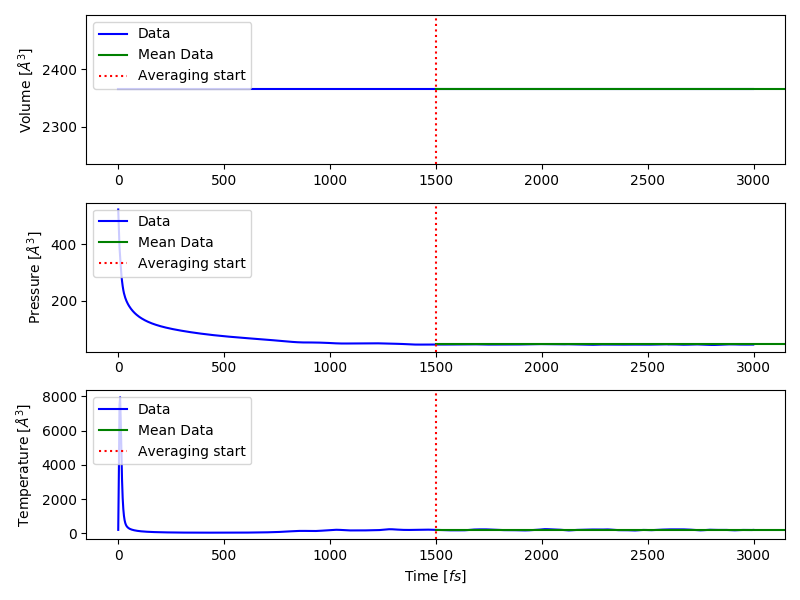 Volume [Å³]
2400
2300
Data
Mean Data
Averaging start
0 500 1000 1500 2000 2500 3000
Pressure [Å³]
400
200
Data
Mean Data
Averaging start
0 500 1000 1500 2000 2500 3000
Temperature [Å³]
8000
6000
4000
2000
0
Data
Mean Data
Averaging start
0 500 1000 1500 2000 2500 3000
Time [fs]